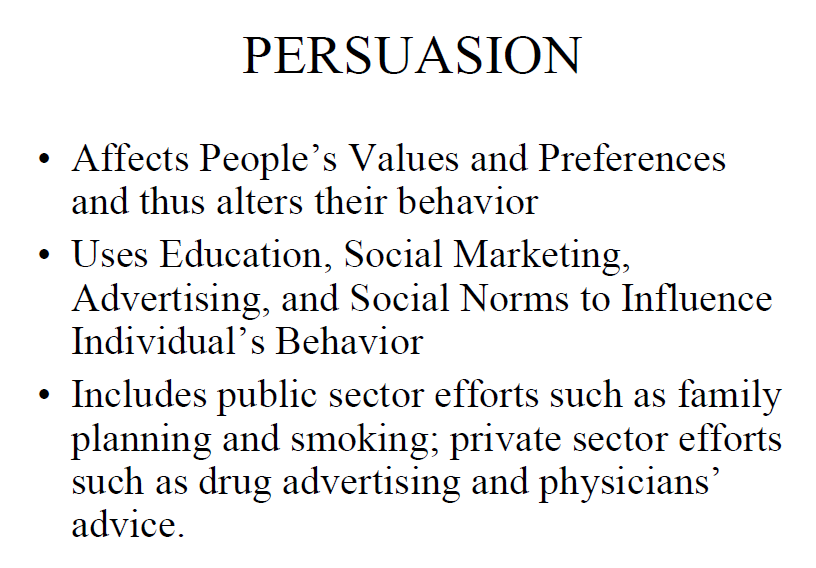 PERSUASION
• Affects People’s Values and Preferences
and thus alters their behavior
• Uses Education, Social Marketing,
Advertising, and Social Norms to Influence
Individual’s Behavior
• Includes public sector efforts such as family
planning and smoking; private sector efforts
such as drug advertising and physicians’
advice.